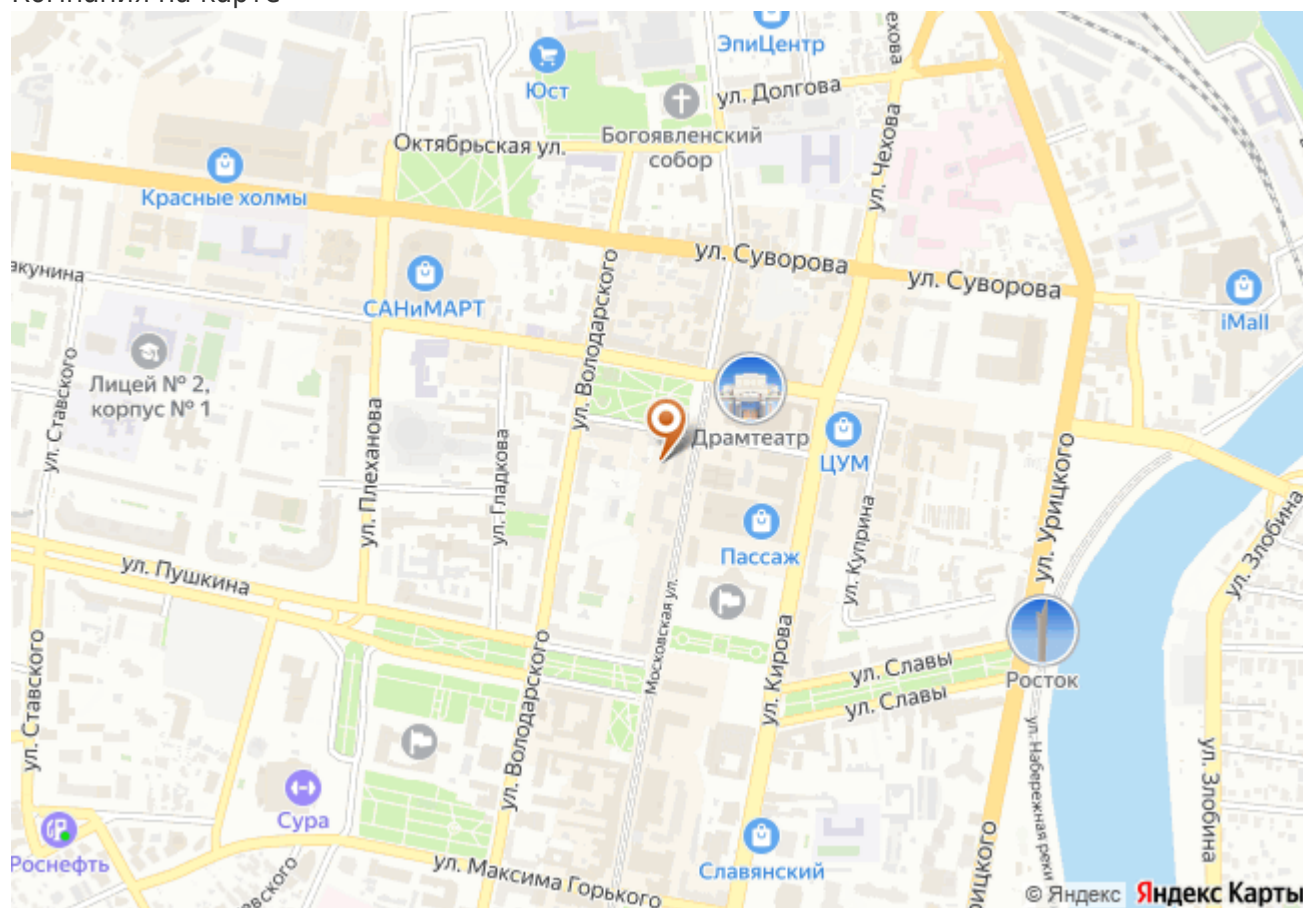 ЭпиЦентр
Юст
ул. Долгова
Богоявленский
собор
Октябрьская ул.
ул. Чехова
Красные холмы
ул. Суворова
ул. Суворова
САНиМАРТ
iMall
ул. Володарского
Лицей № 2,
корпус № 1
ул. Ставского
ул. Плеханова
ул. Гладкова
Драмтеатр
ЦУМ
ул. Урицкого
Пассаж
ул. Куприна
ул. Злобина
ул. Пушкина
Московская ул.
ул. Кирова
ул. Славы
ул. Славы
Росток
ул. Ставского
ул. Володарского
ул. Набережная реки
ул. Злобина
Сура
Роснефть
ул. Максима Горького
Славянский
© Яндекс Яндекс Карты